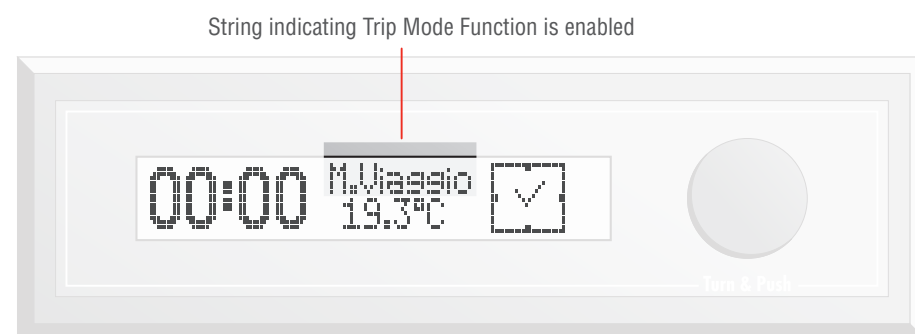 String indicating Trip Mode Function is enabled
00:00
M.Viaggio
19.3°C
Turn & Push